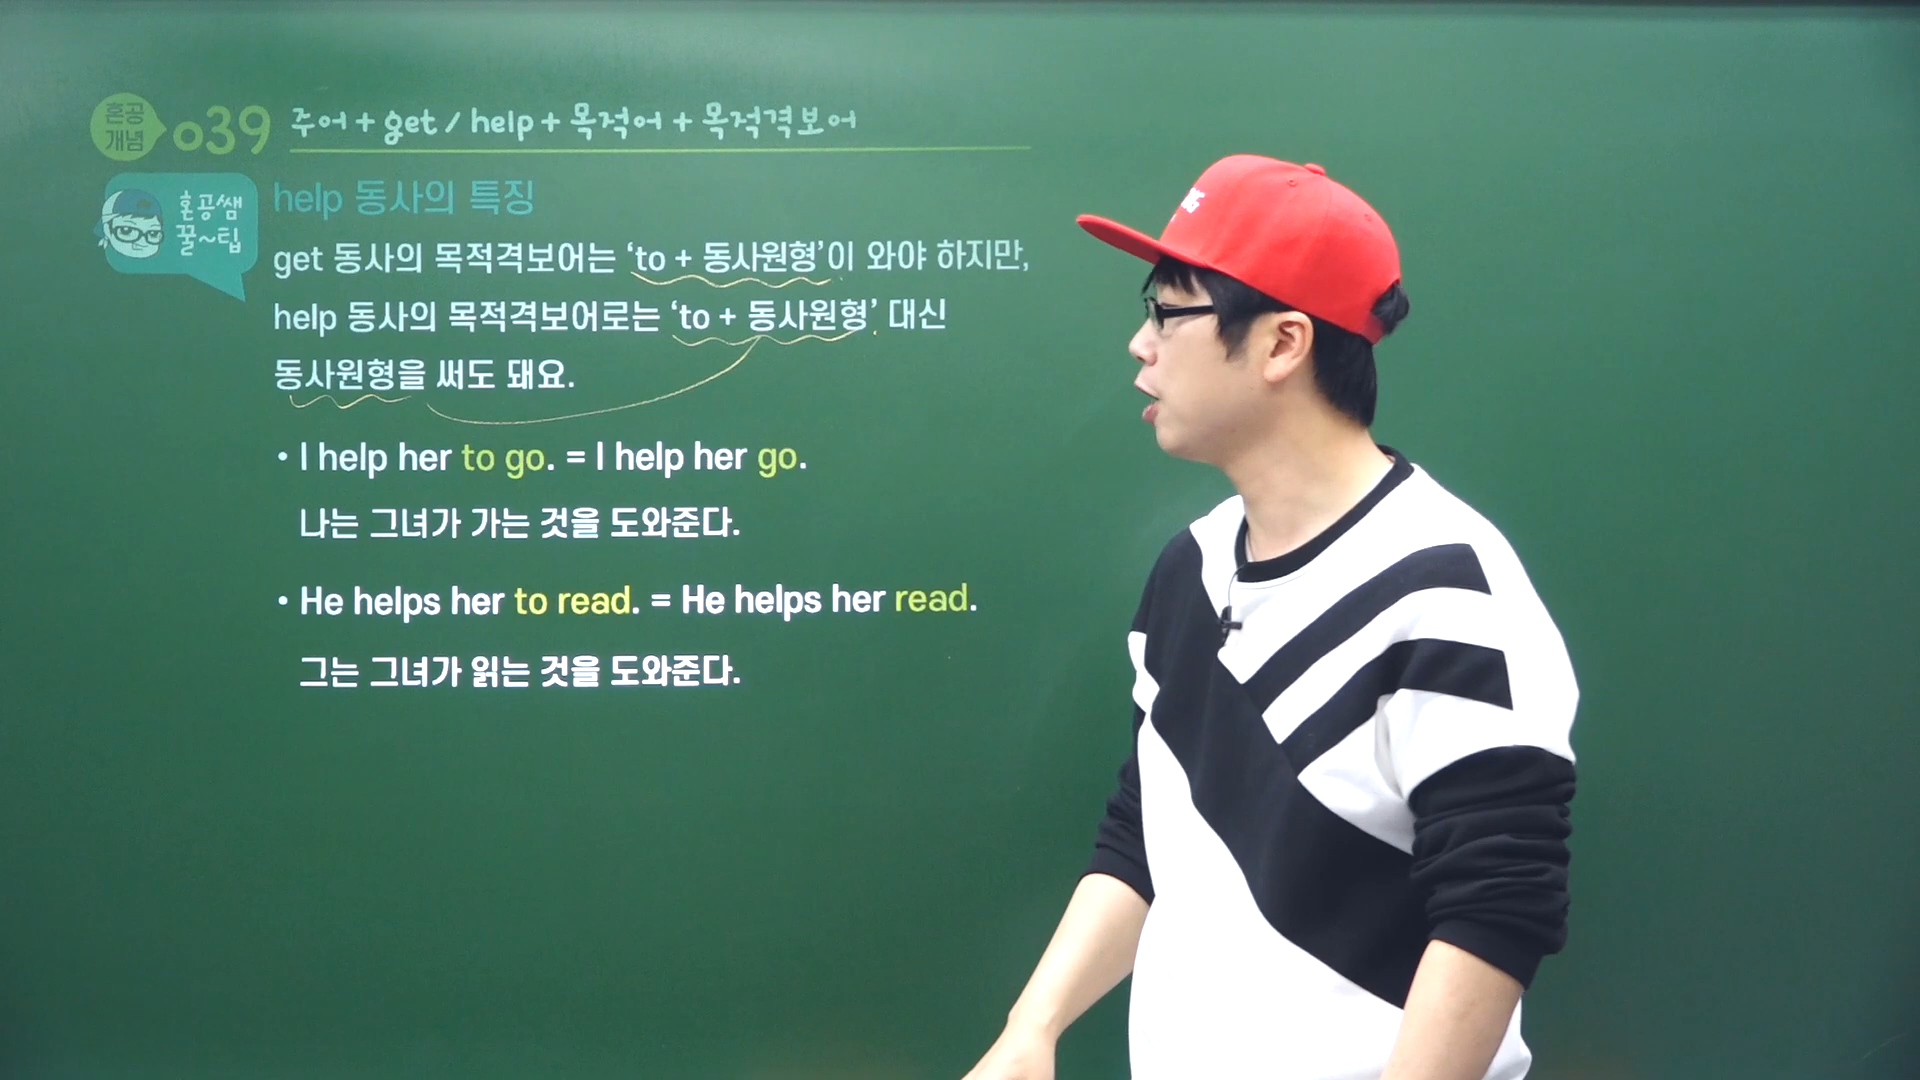 혼공
개념
039 주어 + get / help + 목적어 + 목적격보어
혼공쌤
꿀~팁
help 동사의 특징
get 동사의 목적격보어는 ‘to + 동사원형’이 와야 하지만,
help 동사의 목적격보어로는 ‘to + 동사원형’ 대신
동사원형을 써도 돼요.
• I help her to go. = I help her go.
나는 그녀가 가는 것을 도와준다.
• He helps her to read. = He helps her read.
그는 그녀가 읽는 것을 도와준다.